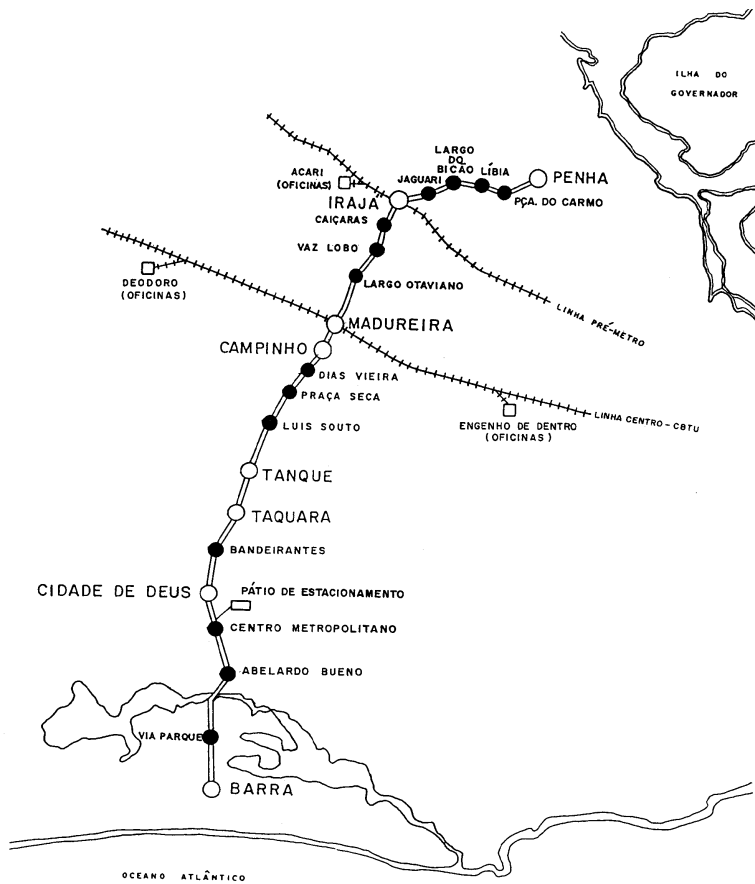 ILHA DO
GOVERNADOR
ACARI
(OFICINAS)
LARGO
DO
BICÃO
LÍBIA
JAGUARI
PENHA
PÇA. DO CARMO
IRAJÁ
CAIÇARAS
VAZ LOBO
LARGO OTAVIANO
DEODORO
(OFICINAS)
LINHA PRÉ-METRO
MADUREIRA
CAMPINHO
DIAS VIEIRA
PRAÇA SECA
LUIS SOUTO
ENGENHO DE DENTRO
(OFICINAS)
LINHA CENTRO-CBTU
TANQUE
TAQUARA
BANDEIRANTES
CIDADE DE DEUS
PÁTIO DE ESTACIONAMENTO
CENTRO METROPOLITANO
ABELARDO BUENO
VIA PARQUE
BARRA
OCEANO ATLÂNTICO